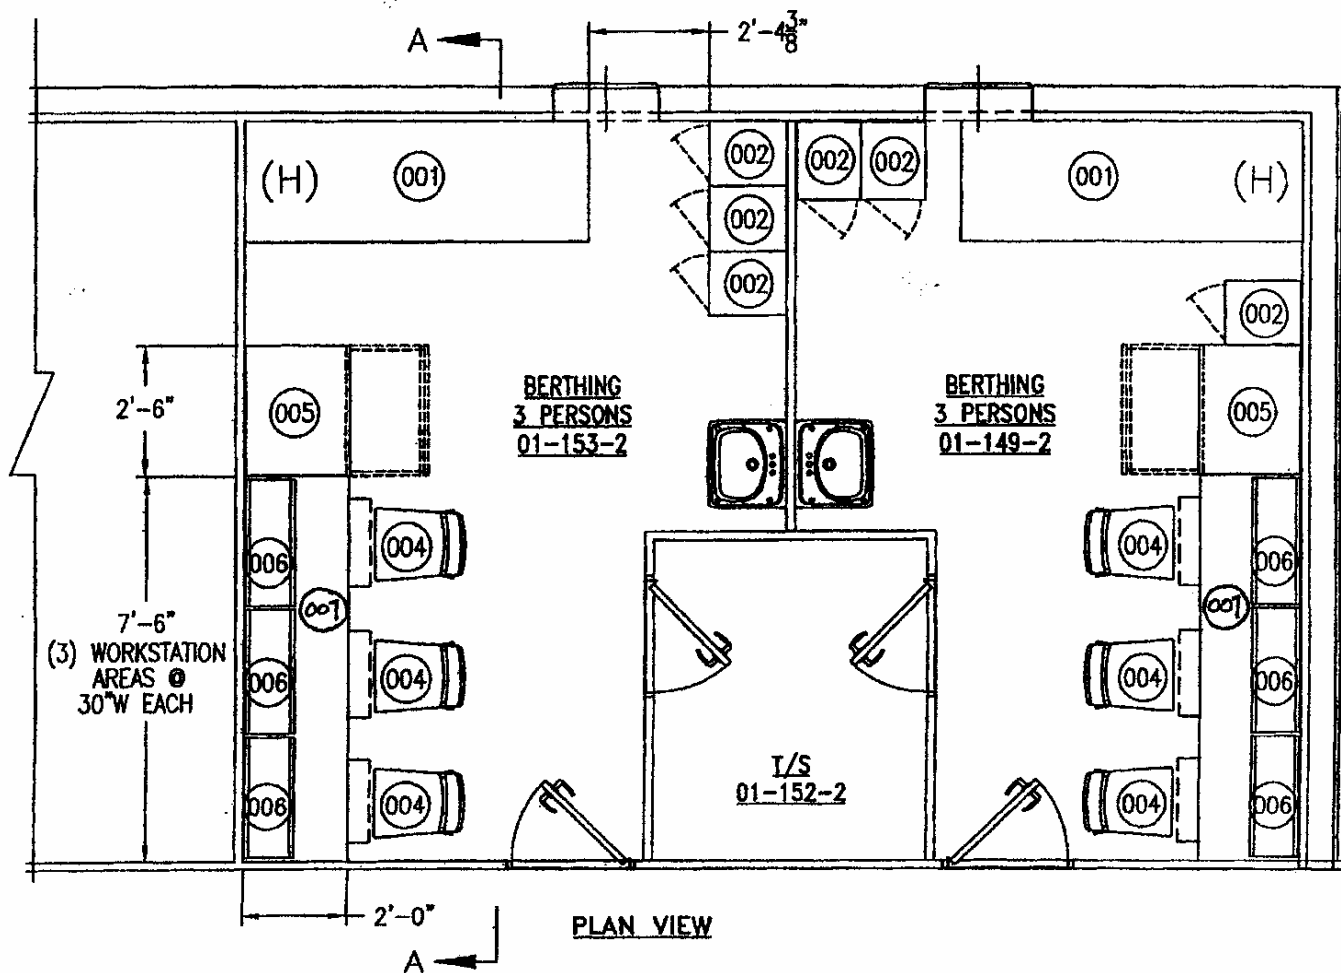 A
2'-4 3/8"
(H)
001
002
002
002
001
(H)
002
002
002
2'-6"
005
BERTHING
3 PERSONS
01-153-2
BERTHING
3 PERSONS
01-149-2
005
006
004
004
006
007
007
7'-6"
(3) WORKSTATION
AREAS @
30"W EACH
006
004
004
006
T/S
01-152-2
006
004
004
006
2'-0"
PLAN VIEW
A